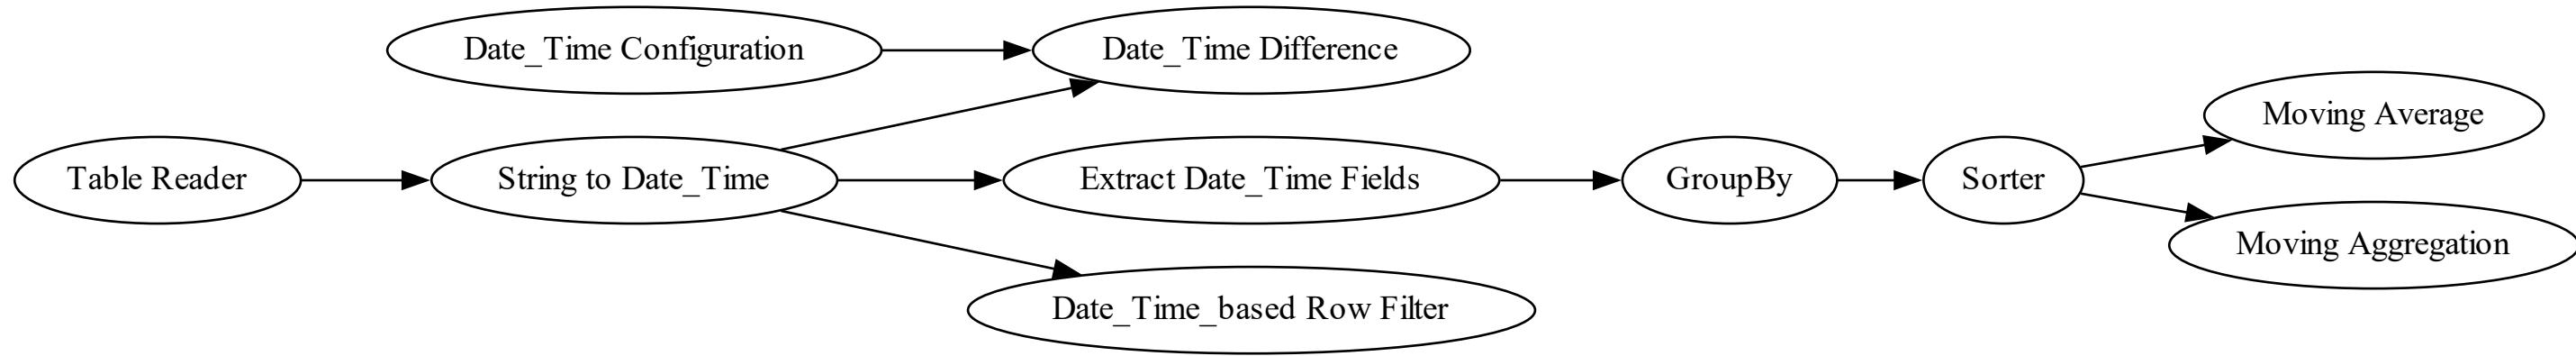 Date_Time Configuration
Date_Time Difference
Table Reader
String to Date_Time
Extract Date_Time Fields
GroupBy
Sorter
Moving Average
Moving Aggregation
Date_Time_based Row Filter